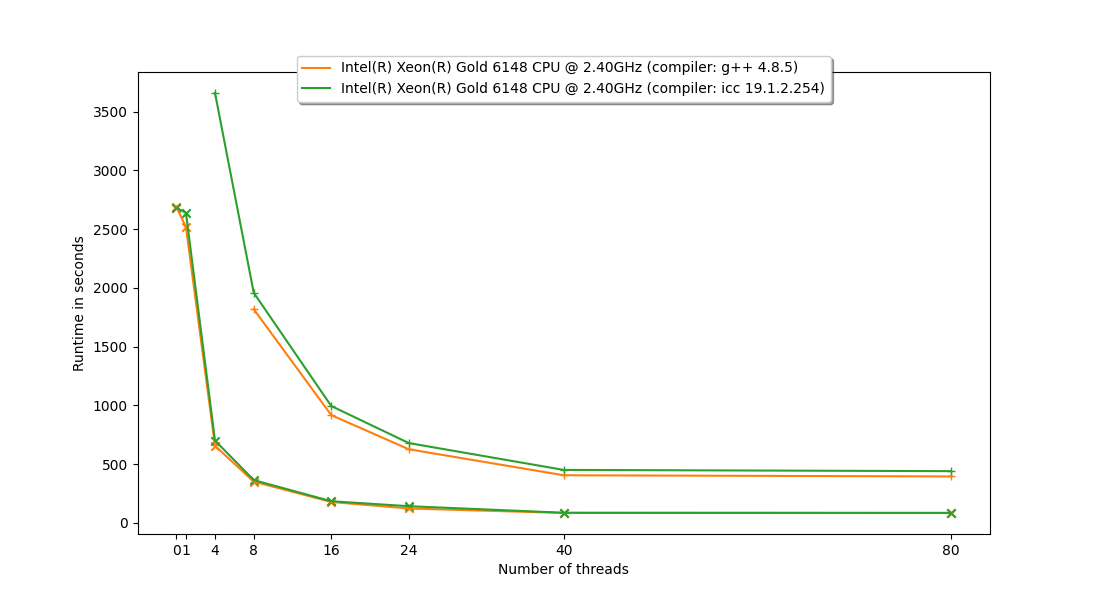 Intel(R) Xeon(R) Gold 6148 CPU @ 2.40GHz (compiler: g++ 4.8.5)
Intel(R) Xeon(R) Gold 6148 CPU @ 2.40GHz (compiler: icc 19.1.2.254)
3500
3000
2500
2000
1500
1000
500
0
Runtime in seconds
0 1 4 8 16 24 40 80
Number of threads